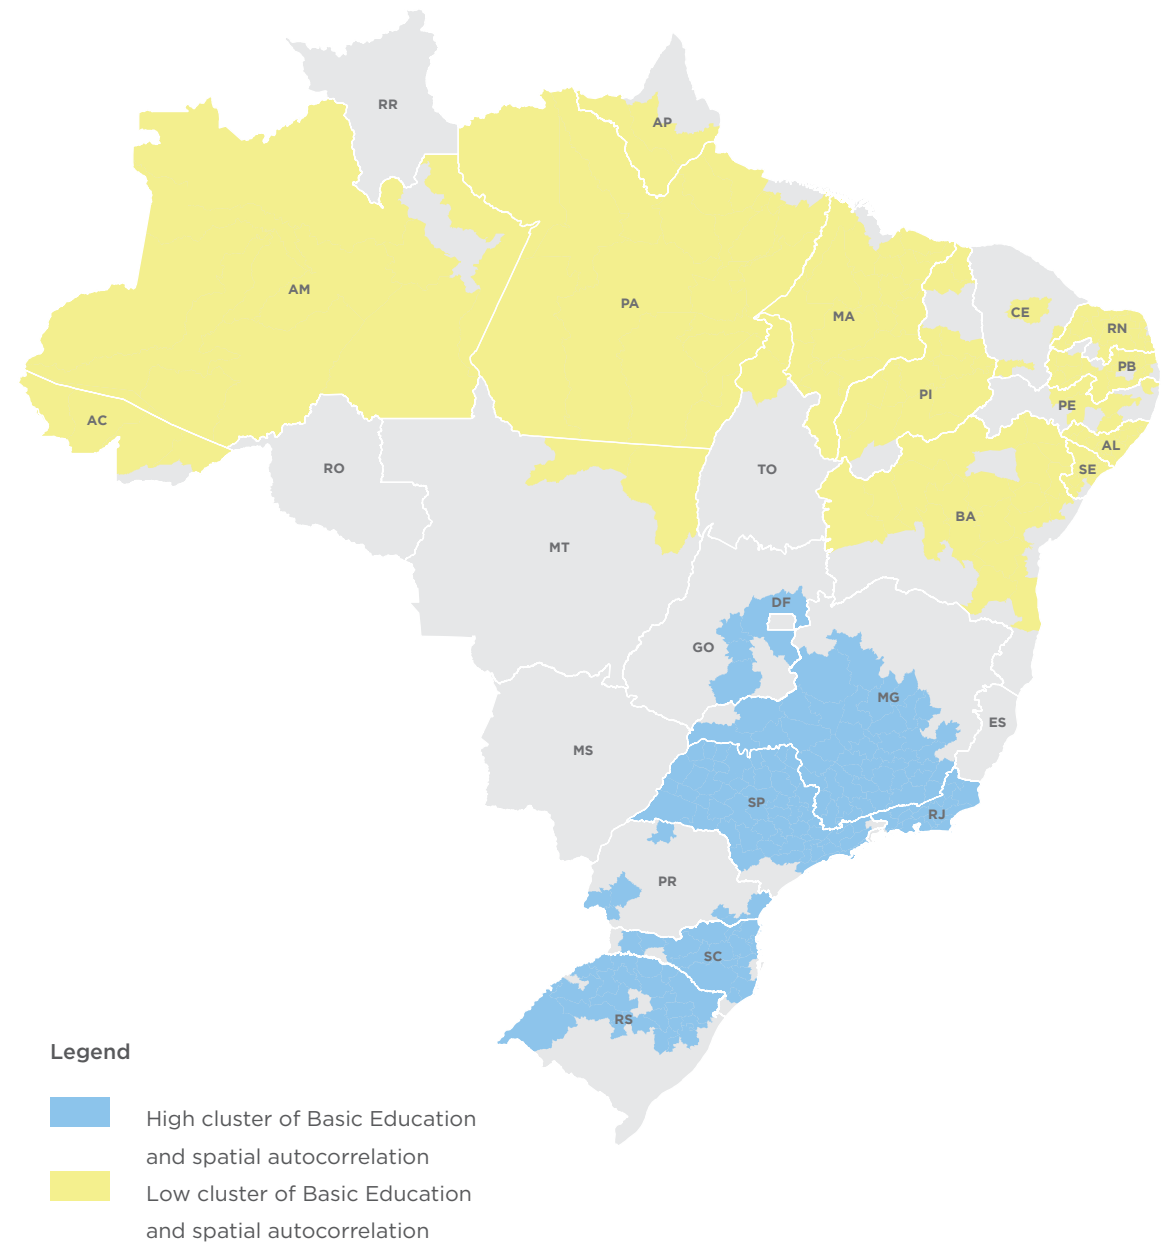 RR
AP
AM
PA
MA
CE
RN
PB
PI
PE
AC
AL
RO
TO
SE
BA
MT
DF
GO
MG
ES
MS
SP
RJ
PR
SC
RS
Legend
High cluster of Basic Education
and spatial autocorrelation
Low cluster of Basic Education
and spatial autocorrelation